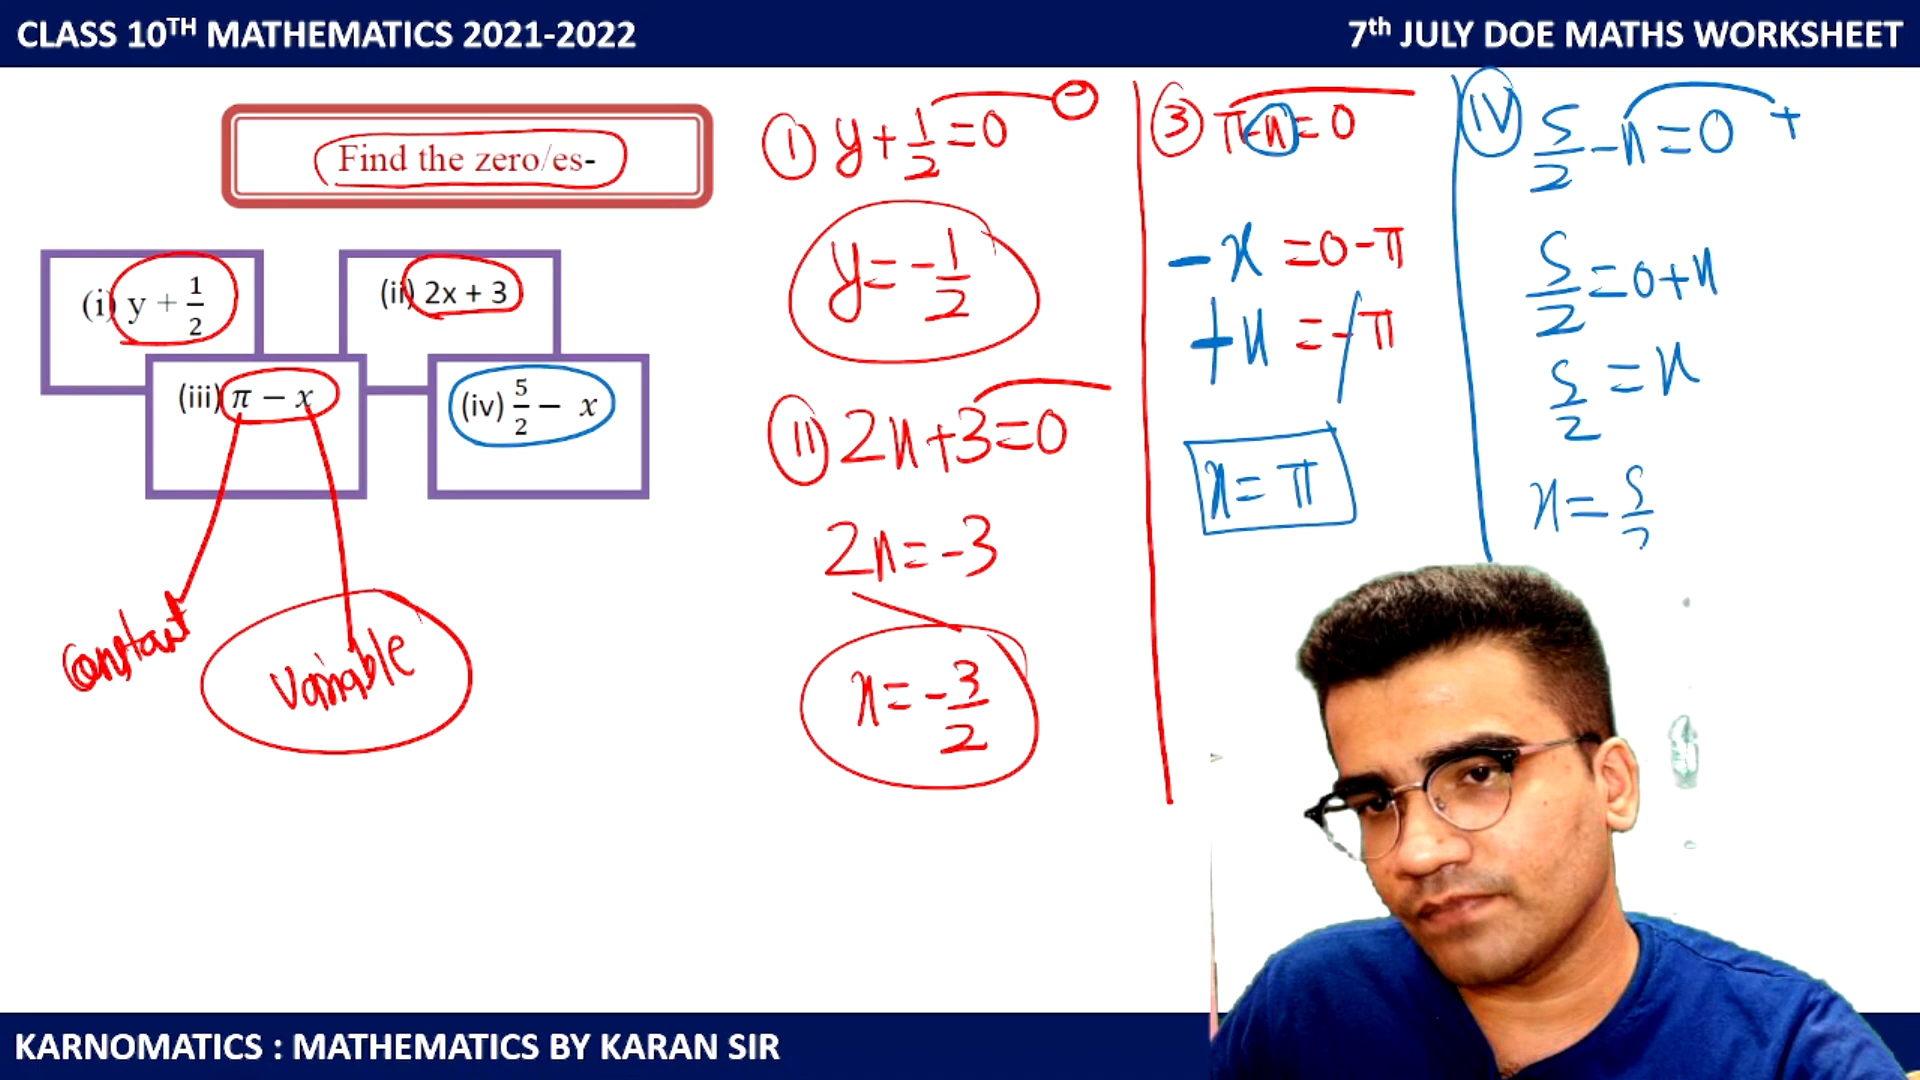 CLASS 10TH MATHEMATICS 2021-2022
7th JULY DOE MATHS WORKSHEET
Find the zero/es-
(i) y + 1/2
(ii) 2x + 3
(iii) π − x
(iv) 5/2 − x
Constant
Variable
(i) y + 1/2 = 0 −
y = -1/2
(ii) 2x + 3 = 0
2x = -3
x = -3/2
(3) π - x = 0
- x = 0 - π
+ x = - π
x = π
(iv) 5/2 - x = 0 +
5/2 = 0 + x
5/2 = x
x = 5/2
KARNOMATICS : MATHEMATICS BY KARAN SIR